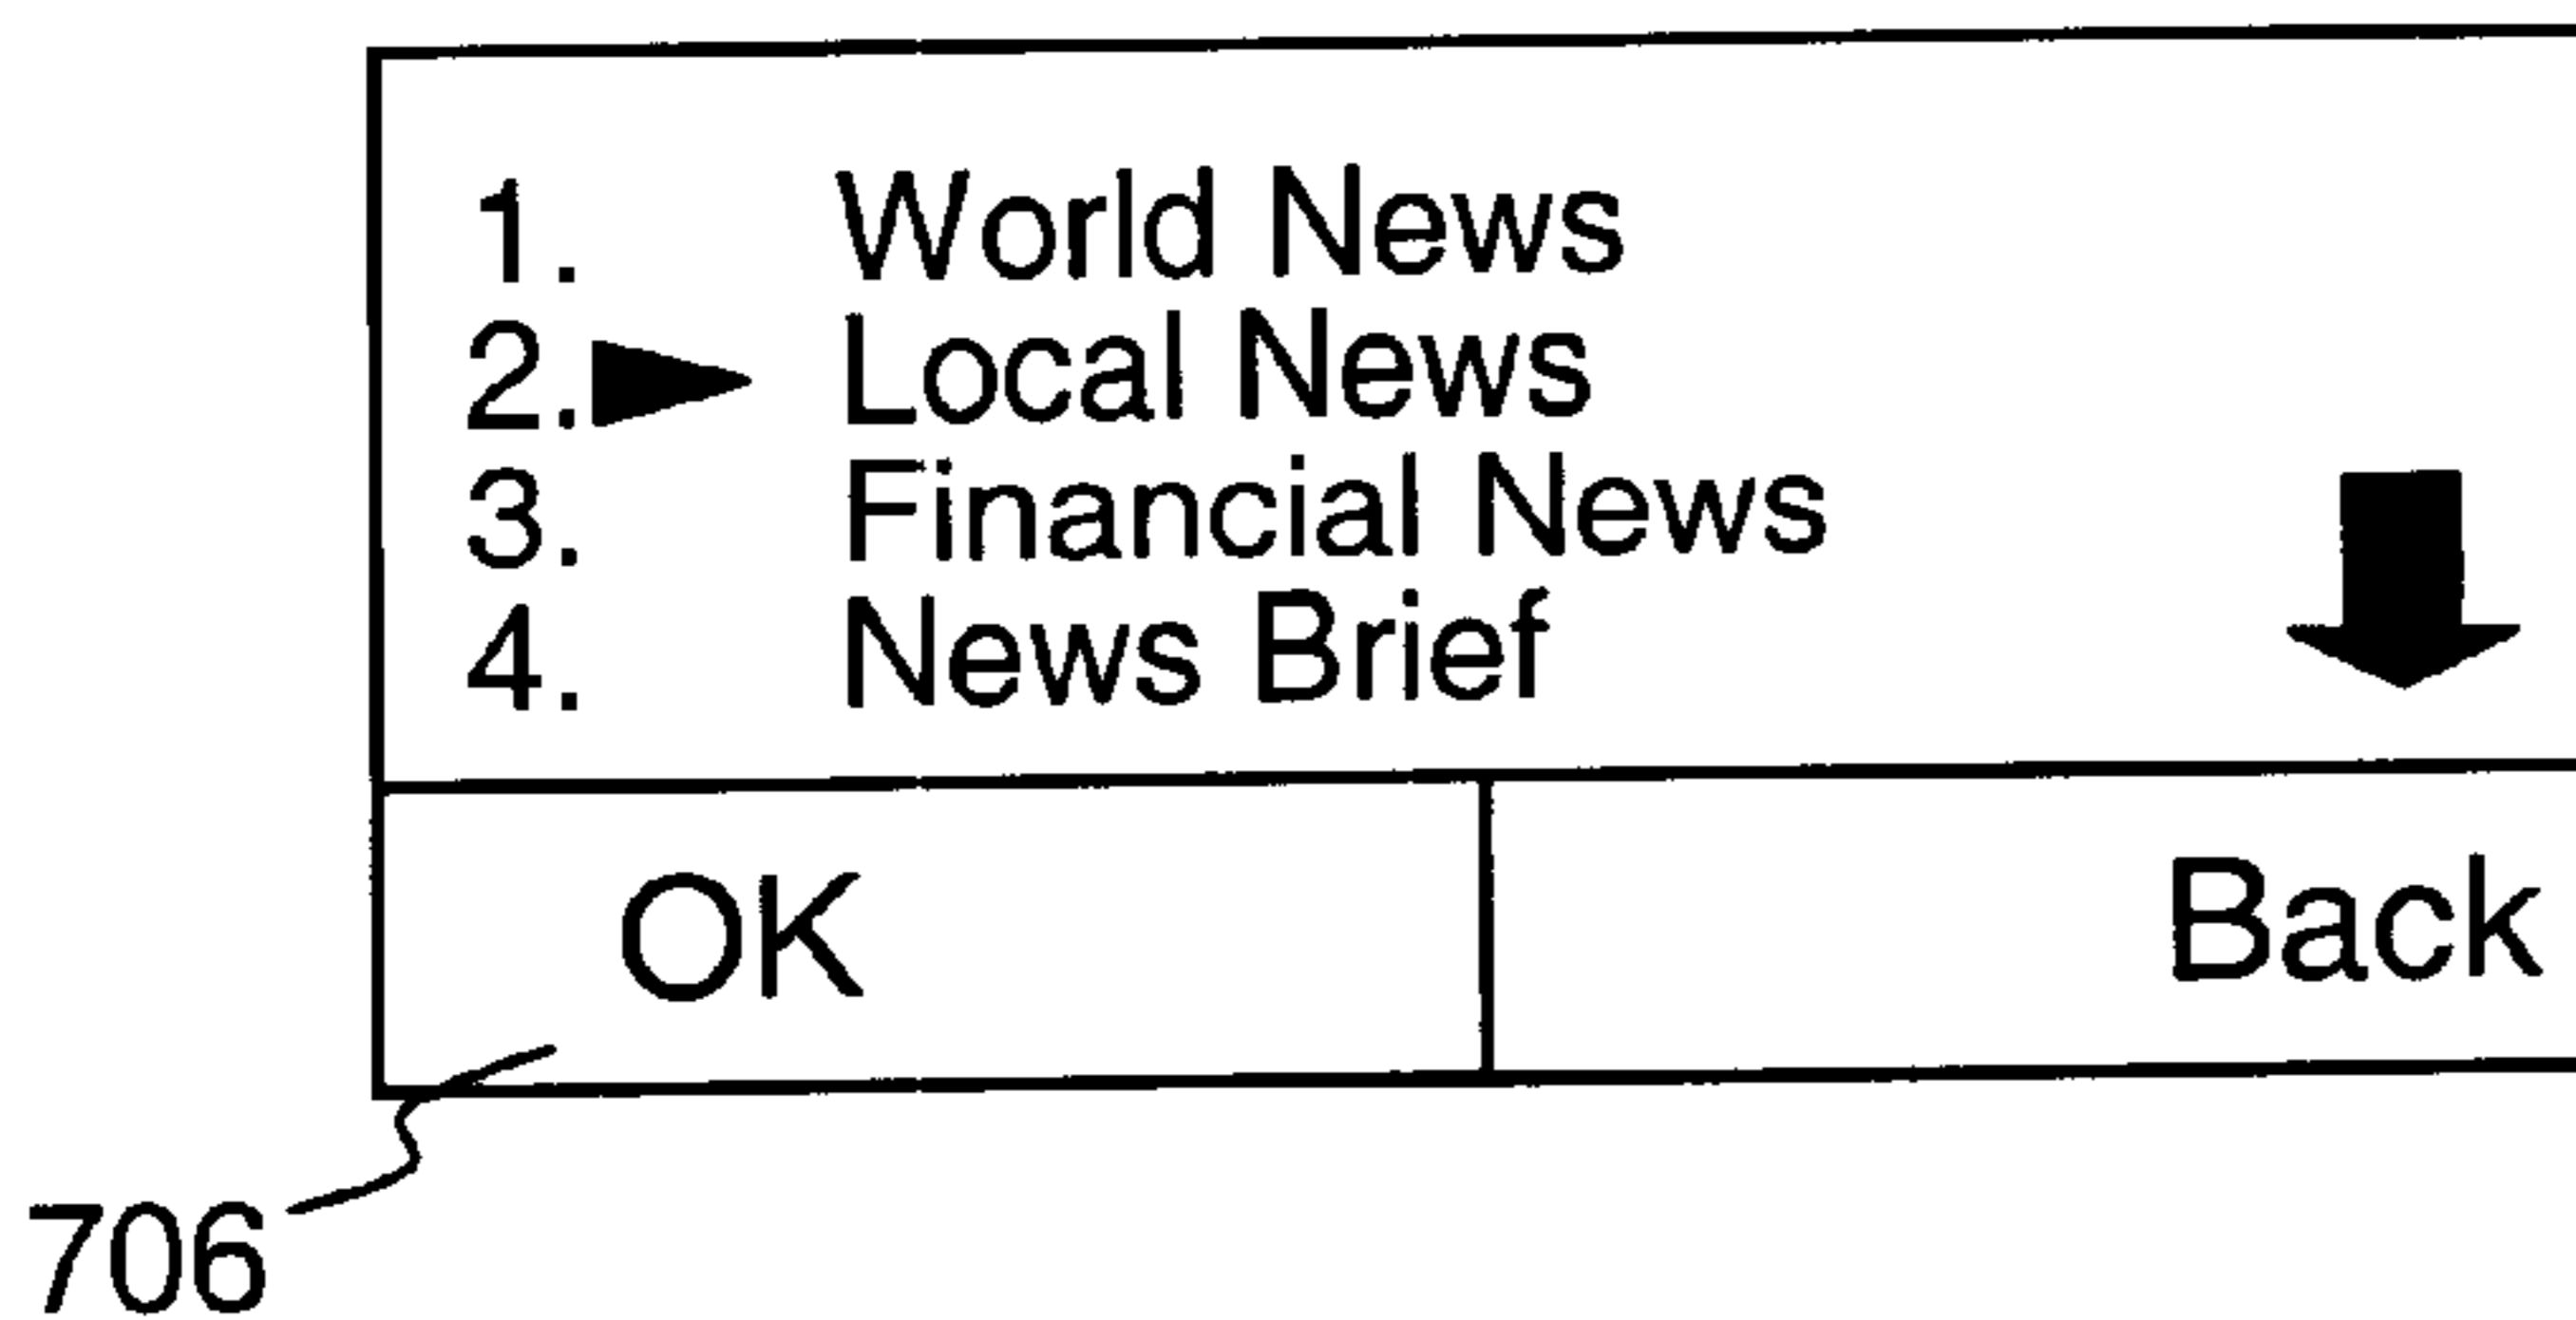 1. World News
2. Local News
3. Financial News
4. News Brief
OK Back
706